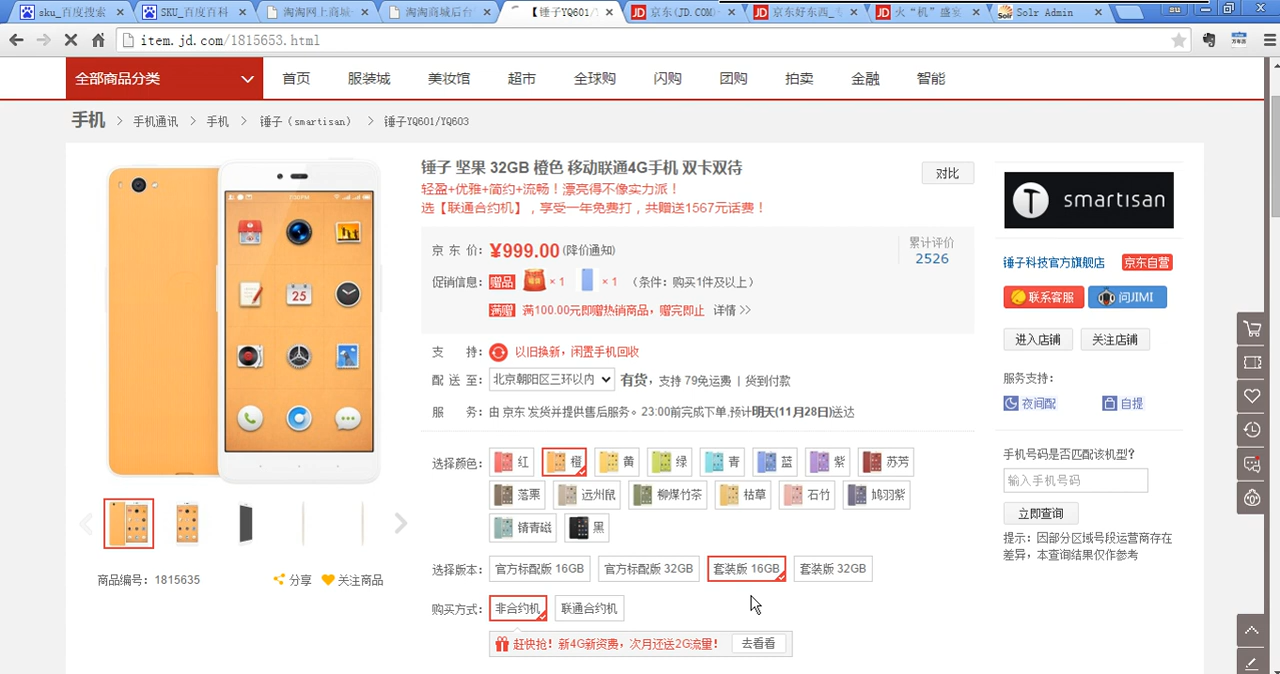 sku_百度搜索
SKU_百度百科
淘淘网上商城
淘淘商城后台
【锤子YQ601/
京东(JD.COM)
京东好东西_
火“机”盛宴
Solr Admin
item.jd.com/1815653.html
全部商品分类
首页 服装城 美妆馆 超市 全球购 闪购 团购 拍卖 金融 智能
手机 > 手机通讯 > 手机 > 锤子（smartisan） > 锤子YQ601/YQ603
锤子 坚果 32GB 橙色 移动联通4G手机 双卡双待
对比
轻盈+优雅+简约+流畅！漂亮得不像实力派！
选【联通合约机】，享受一年免费打，共赠送1567元话费！
京 东 价: ¥999.00 (降价通知)
累计评价
2526
促销信息: 赠品 × 1 × 1 （条件: 购买1件及以上）
满赠 满100.00元即赠热销商品，赠完即止 详情 >>
支 持: 以旧换新，闲置手机回收
配 送 至: 北京朝阳区三环以内 有货，支持 79免运费 | 货到付款
服 务: 由 京东 发货并提供售后服务。23:00前完成下单,预计明天(11月28日)送达
选择颜色: 红 橙 黄 绿 青 蓝 紫 苏芳
落栗 远州鼠 柳煤竹茶 枯草 石竹 鸠羽紫
锖青磁 黑
选择版本: 官方标配版 16GB 官方标配版 32GB 套装版 16GB 套装版 32GB
购买方式: 非合约机 联通合约机
赶快抢！新4G新资费，次月还送2G流量！ 去看看
商品编号: 1815635 分享 关注商品
25
smartisan
锤子科技官方旗舰店 京东自营
联系客服 问JIMI
进入店铺 关注店铺
服务支持:
夜间配 自提
手机号码是否匹配该机型?
输入手机号码
立即查询
提示: 因部分区域号段运营商存在
差异，本查询结果仅作参考